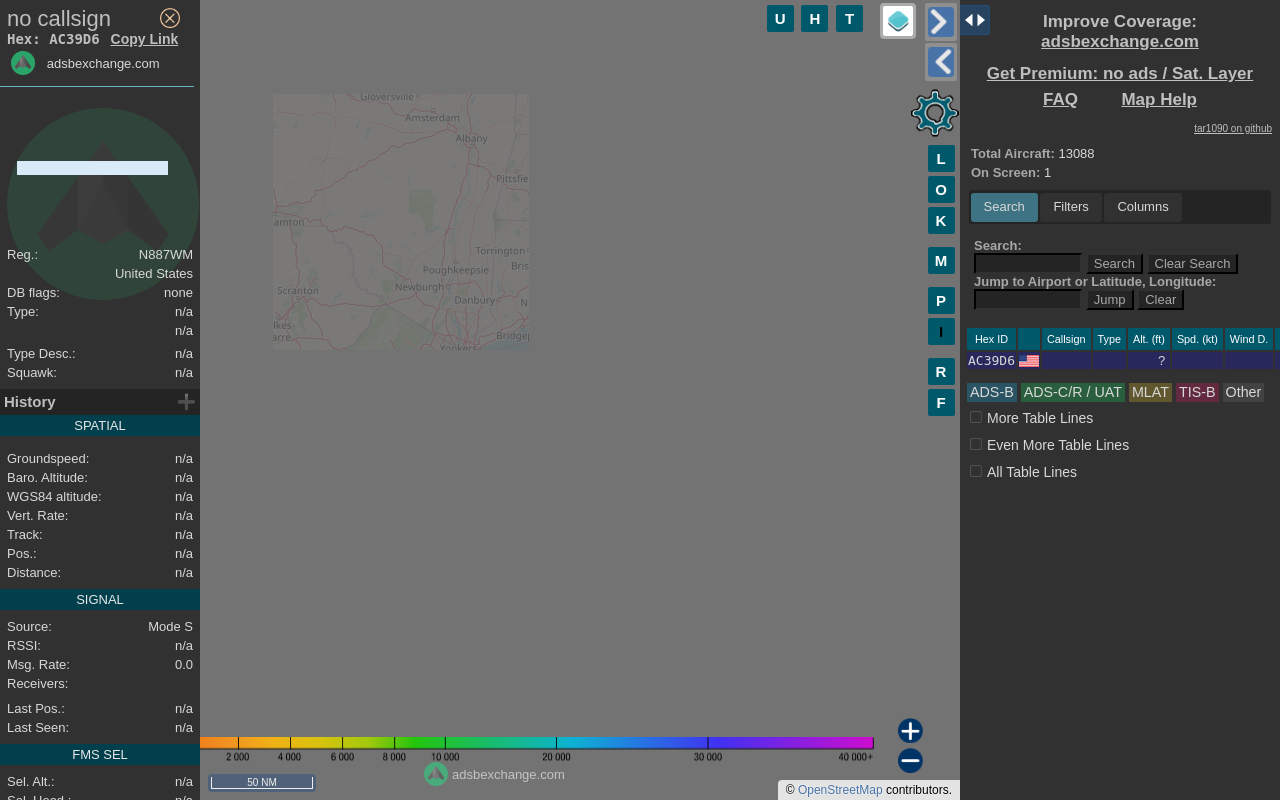 no callsign
Hex: AC39D6 Copy Link
adsbexchange.com
Reg.: N887WM
United States
DB flags: none
Type: n/a
n/a
Type Desc.: n/a
Squawk: n/a
History
SPATIAL
Groundspeed: n/a
Baro. Altitude: n/a
WGS84 altitude: n/a
Vert. Rate: n/a
Track: n/a
Pos.: n/a
Distance: n/a
SIGNAL
Source: Mode S
RSSI: n/a
Msg. Rate: 0.0
Receivers:
Last Pos.: n/a
Last Seen: n/a
FMS SEL
Sel. Alt.: n/a
Sel. Head.: n/a
U H T
Gloversville
Amsterdam
Albany
Pittsfie
amton
Torrington
Poughkeepsie
Bris
Newburgh
Scranton
Danbury
N
lkes-
arre
Bridgep
Yonkers
L
O
K
M
P
I
R
F
2 000 4 000 6 000 8 000 10 000 20 000 30 000 40 000+
adsbexchange.com
50 NM
© OpenStreetMap contributors.
Improve Coverage:
adsbexchange.com
Get Premium: no ads / Sat. Layer
FAQ Map Help
tar1090 on github
Total Aircraft: 13088
On Screen: 1
Search Filters Columns
Search:
Search Clear Search
Jump to Airport or Latitude, Longitude:
Jump Clear
Hex ID Callsign Type Alt. (ft) Spd. (kt) Wind D.
AC39D6 ?
ADS-B ADS-C/R / UAT MLAT TIS-B Other
More Table Lines
Even More Table Lines
All Table Lines